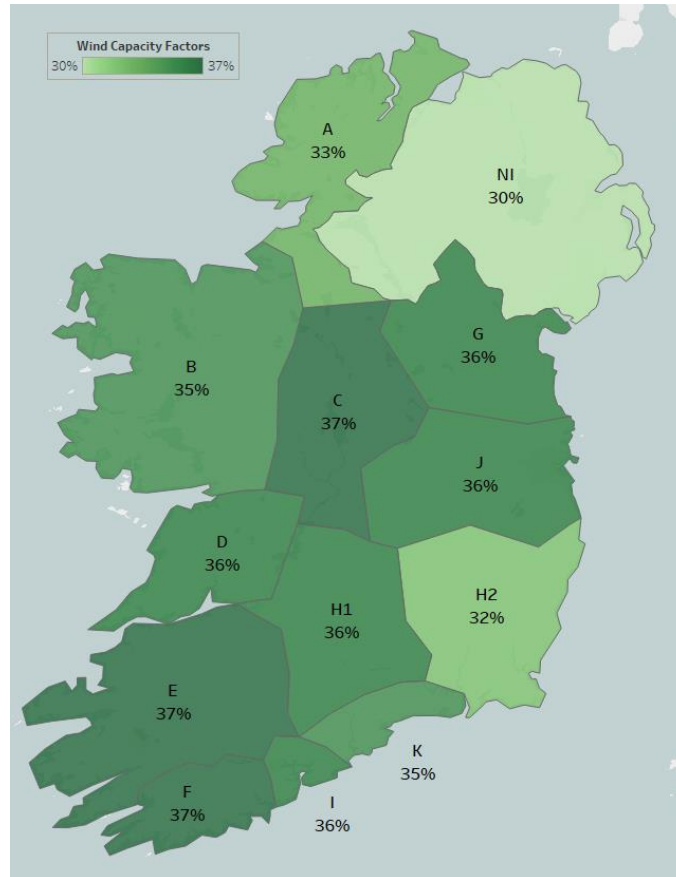 Wind Capacity Factors
30% 37%
A
33%
NI
30%
G
36%
B
35%
C
37%
J
36%
D
36%
H2
32%
H1
36%
E
37%
K
35%
F
37%
I
36%